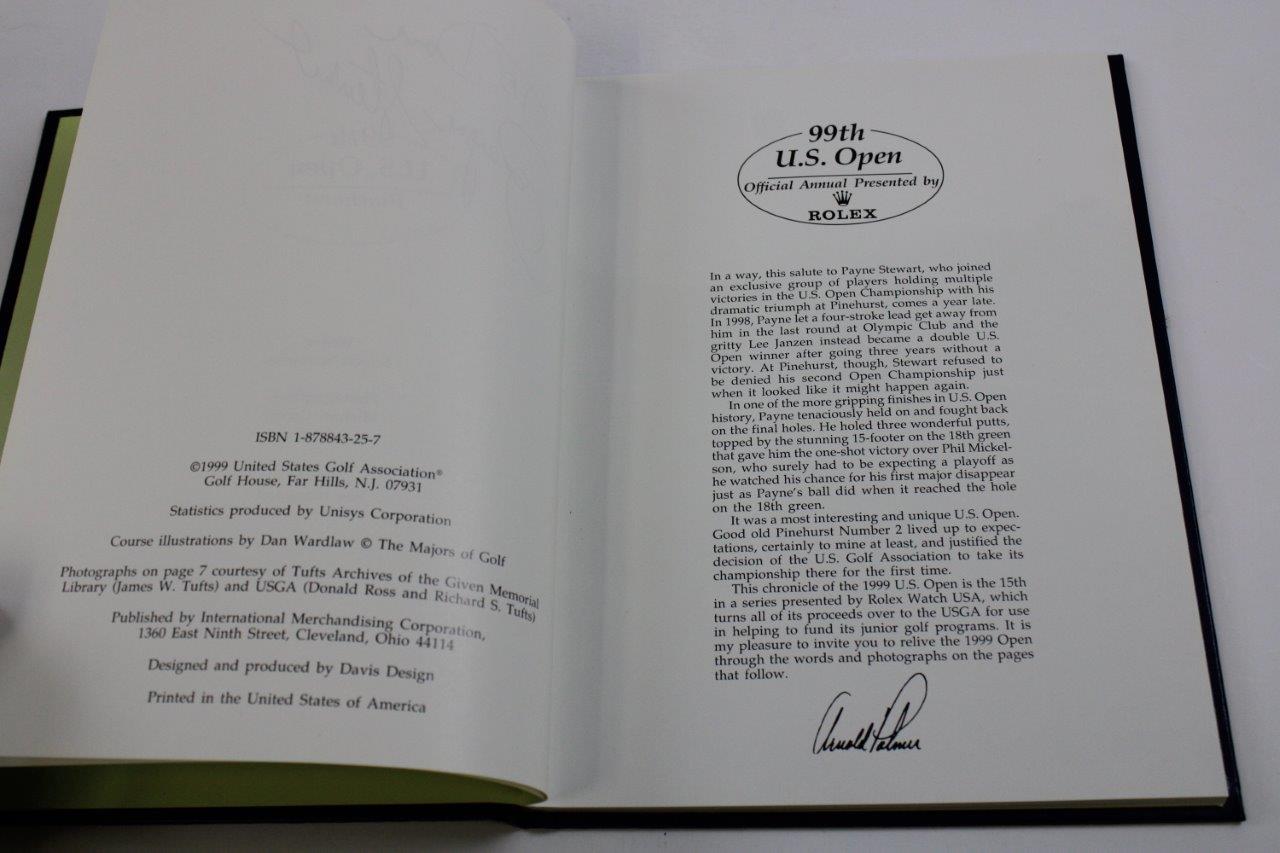 ISBN 1-878843-25-7
©1999 United States Golf Association®
Golf House, Far Hills, N.J. 07931
Statistics produced by Unisys Corporation
Course illustrations by Dan Wardlaw © The Majors of Golf
Photographs on page 7 courtesy of Tufts Archives of the Given Memorial
Library (James W. Tufts) and USGA (Donald Ross and Richard S. Tufts)
Published by International Merchandising Corporation,
1360 East Ninth Street, Cleveland, Ohio 44114
Designed and produced by Davis Design
Printed in the United States of America
99th
U.S. Open
Official Annual Presented by
ROLEX
In a way, this salute to Payne Stewart, who joined
an exclusive group of players holding multiple
victories in the U.S. Open Championship with his
dramatic triumph at Pinehurst, comes a year late.
In 1998, Payne let a four-stroke lead get away from
him in the last round at Olympic Club and the
gritty Lee Janzen instead became a double U.S.
Open winner after going three years without a
victory. At Pinehurst, though, Stewart refused to
be denied his second Open Championship just
when it looked like it might happen again.
In one of the more gripping finishes in U.S. Open
history, Payne tenaciously held on and fought back
on the final holes. He holed three wonderful putts,
topped by the stunning 15-footer on the 18th green
that gave him the one-shot victory over Phil Mickel-
son, who surely had to be expecting a playoff as
he watched his chance for his first major disappear
just as Payne's ball did when it reached the hole
on the 18th green.
It was a most interesting and unique U.S. Open.
Good old Pinehurst Number 2 lived up to expec-
tations, certainly to mine at least, and justified the
decision of the U.S. Golf Association to take its
championship there for the first time.
This chronicle of the 1999 U.S. Open is the 15th
in a series presented by Rolex Watch USA, which
turns all of its proceeds over to the USGA for use
in helping to fund its junior golf programs. It is
my pleasure to invite you to relive the 1999 Open
through the words and photographs on the pages
that follow.
Arnold Palmer